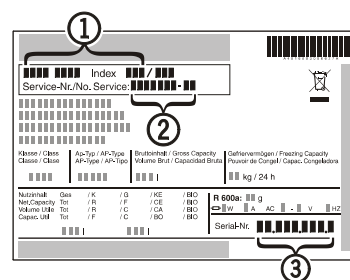 1
Index /
Service-Nr./No. Service: -
2
Klasse / Class Ap-Typ / AP-Type Bruttoinhalt / Gross Capacity Gefriervermögen / Freezing Capacity
Classe / Clase AP-Type / AP-Tipo Volume Brut / Capacidad Bruta Pouvoir de Congel./ Capac. Congeladora
l kg / 24 h
Nutzinhalt Ges / K / G / KE / BIO
Net.Capacity Tot / R / F / CE / BIO
Volume Utile Tot / R / C / CA / BIO
Capac. Util Tot / F / C / BO / BIO
l l
R 600a: g
W A AC - V HZ
Serial-Nr. . .
3